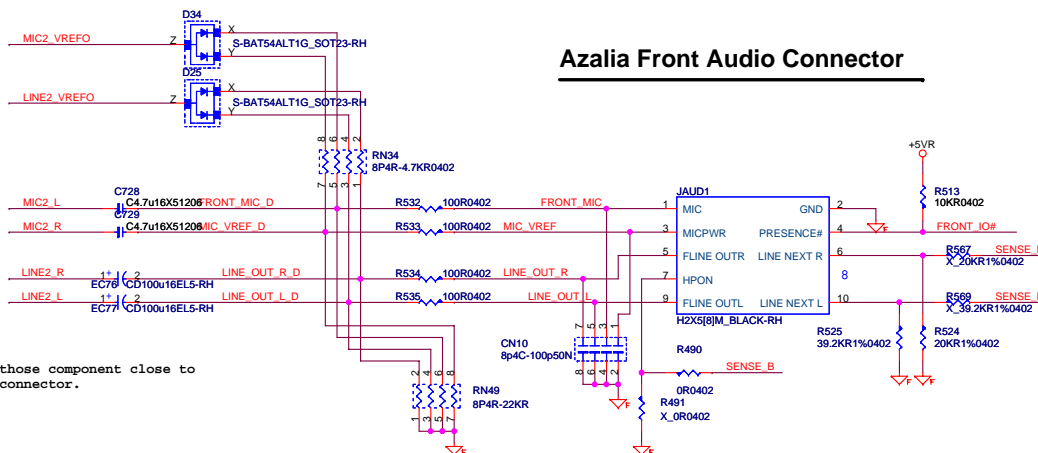 D34
MIC2_VREFO
Z
X
Y
S-BAT54ALT1G_SOT23-RH
Azalia Front Audio Connector
D25
LINE2_VREFO
Z
X
Y
S-BAT54ALT1G_SOT23-RH
8 6 4 2
RN34
8P4R-4.7KR0402
7 5 3 1
+5VR
R513
10KR0402
C728
MIC2_L
C4.7u16X51206
FRONT_MIC_D
R532
100R0402
FRONT_MIC
JAUD1
1
MIC
GND
2
F
C729
MIC2_R
C4.7u16X51206
MIC_VREF_D
R533
100R0402
MIC_VREF
3
MICPWR
PRESENCE#
4
FRONT_IO#
LINE2_R
1
+
2
EC76
CD100u16EL5-RH
LINE_OUT_R_D
R534
100R0402
LINE_OUT_R
5
FLINE OUTR
LINE NEXT R
6
R567
X_20KR1%0402
SENSE_
7
HPON
8
LINE2_L
1
+
2
EC77
CD100u16EL5-RH
LINE_OUT_L_D
R535
100R0402
LINE_OUT_L
9
FLINE OUTL
LINE NEXT L
10
R569
X_39.2KR1%0402
SENSE_
H2X5[8]M_BLACK-RH
7 5 3 1
CN10
8p4C-100p50N
8 6 4 2
F
R525
39.2KR1%0402
R524
20KR1%0402
F
F
R490
SENSE_B
0R0402
R491
X_0R0402
F
those component close to
connector.
2 4 6 8
RN49
8P4R-22KR
1 3 5 7
F